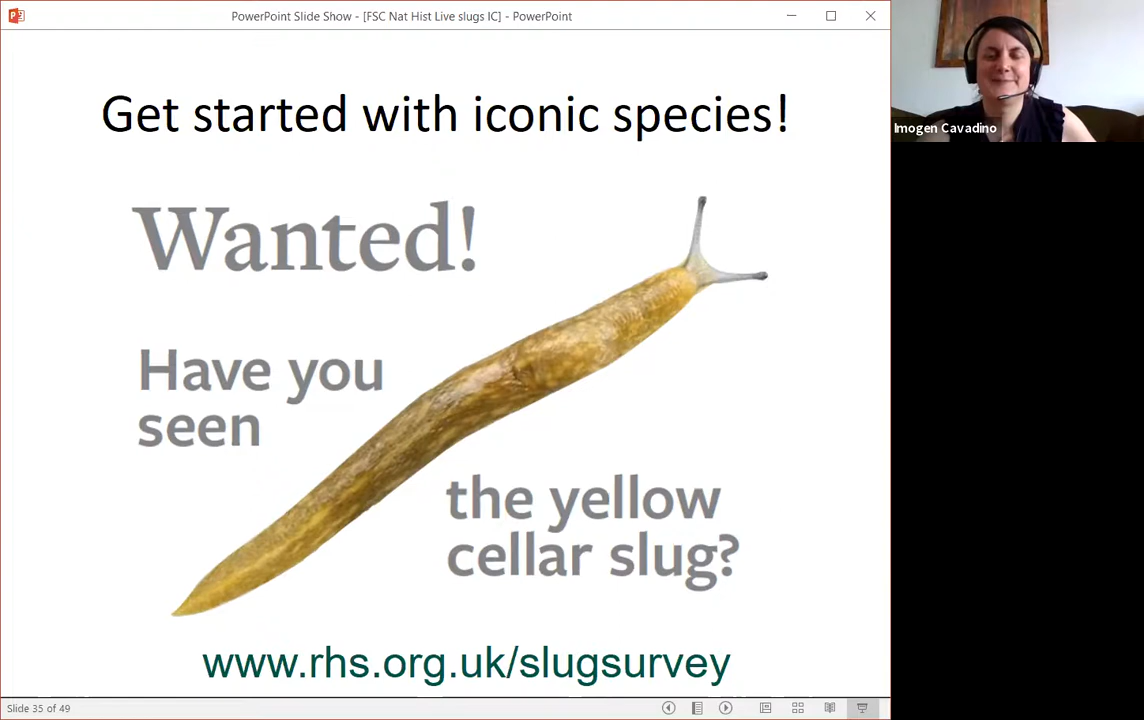 PowerPoint Slide Show - [FSC Nat Hist Live slugs IC] - PowerPoint
Get started with iconic species!
Wanted!
Have you
seen
the yellow
cellar slug?
www.rhs.org.uk/slugsurvey
Slide 35 of 49
Imogen Cavadino